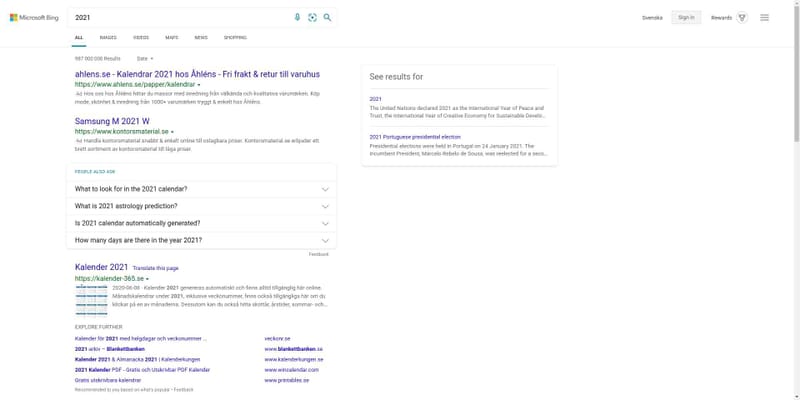 Microsoft Bing
2021
Svenska
Sign in
Rewards
ALL
IMAGES
VIDEOS
MAPS
NEWS
SHOPPING
987 000 000 Results
Date
ahlens.se - Kalendrar 2021 hos Åhléns - Fri frakt & retur till varuhus
https://www.ahlens.se/papper/kalendrar
Ad Hos oss hos Åhléns hittar du massor med inredning från välkända och kvalitativa varumärken. Köp
mode, skönhet & inredning från 1000+ varumärken tryggt & enkelt hos Åhléns.
Samsung M 2021 W
https://www.kontorsmaterial.se
Ad Handla kontorsmaterial snabbt & enkelt online till oslagbara priser. Kontorsmaterial.se erbjuder ett
brett sortiment av kontorsmaterial till låga priser.
PEOPLE ALSO ASK
What to look for in the 2021 calendar?
What is 2021 astrology prediction?
Is 2021 calendar automatically generated?
How many days are there in the year 2021?
Feedback
Kalender 2021 Translate this page
https://kalender-365.se
2020-06-08 · Kalender 2021 genereras automatiskt och finns alltid tillgänglig här online.
Månadskalendrar under 2021, inklusive veckonummer, finns också tillgängliga här om du
klickar på en av månaderna. Dessutom kan du också hitta skottår, årstider, sommar- och...
EXPLORE FURTHER
Kalender för 2021 med helgdagar och veckonummer ...
veckonr.se
2021 arkiv – Blankettbanken
www.blankettbanken.se
Kalender 2021 & Almanacka 2021 | Kalenderkungen
www.kalenderkungen.se
2021 Kalender PDF - Gratis och Utskrivbar PDF Kalender
www.wincalendar.com
Gratis utskrivbara kalendrar
www.printables.se
Recommended to you based on what's popular • Feedback
See results for
2021
The United Nations declared 2021 as the International Year of Peace and
Trust, the International Year of Creative Economy for Sustainable Develo...
2021 Portuguese presidential election
Presidential elections were held in Portugal on 24 January 2021. The
incumbent President, Marcelo Rebelo de Sousa, was reelected for a seco...